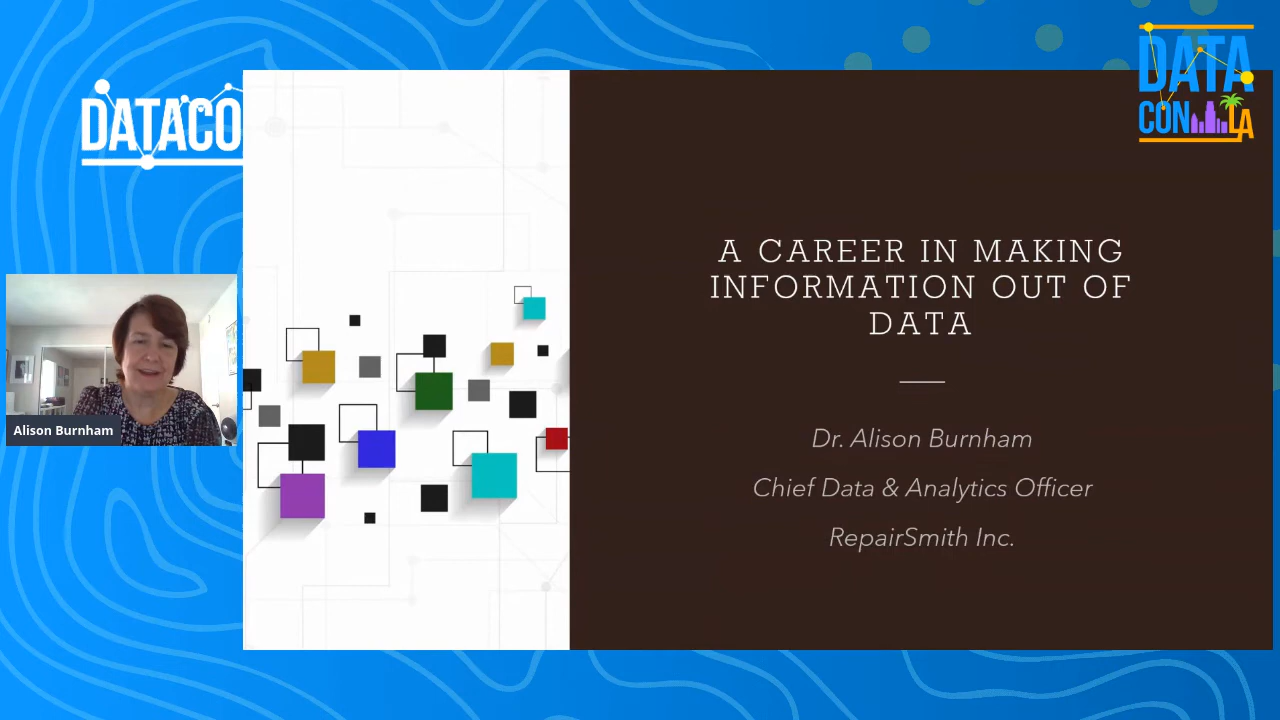 DATACO
DATA
CON LA
A CAREER IN MAKING
INFORMATION OUT OF
DATA
Dr. Alison Burnham
Chief Data & Analytics Officer
RepairSmith Inc.
Alison Burnham